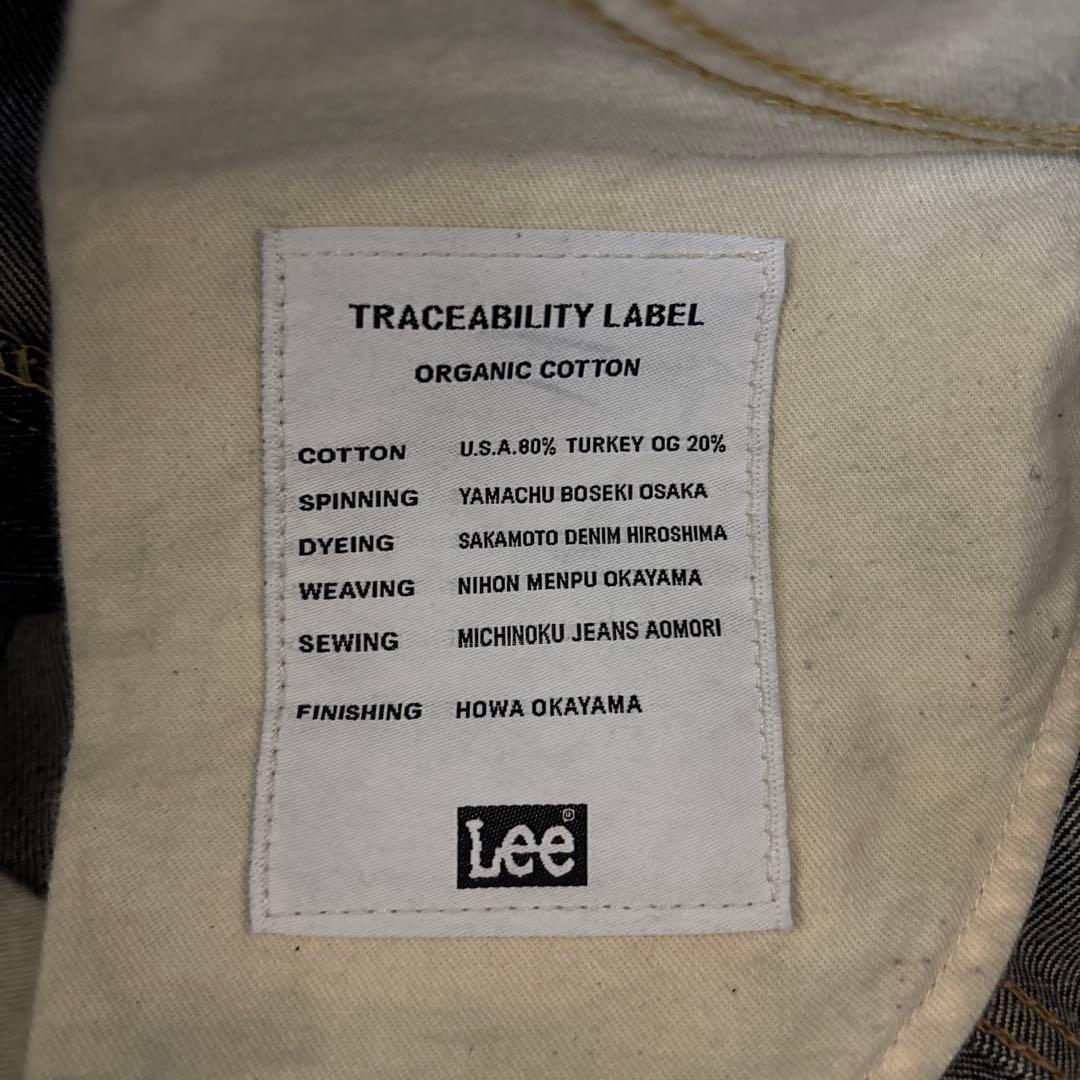 TRACEABILITY LABEL
ORGANIC COTTON
COTTON U.S.A.80% TURKEY OG 20%
SPINNING YAMACHU BOSEKI OSAKA
DYEING SAKAMOTO DENIM HIROSHIMA
WEAVING NIHON MENPU OKAYAMA
SEWING MICHINOKU JEANS AOMORI
FINISHING HOWA OKAYAMA
Lee®